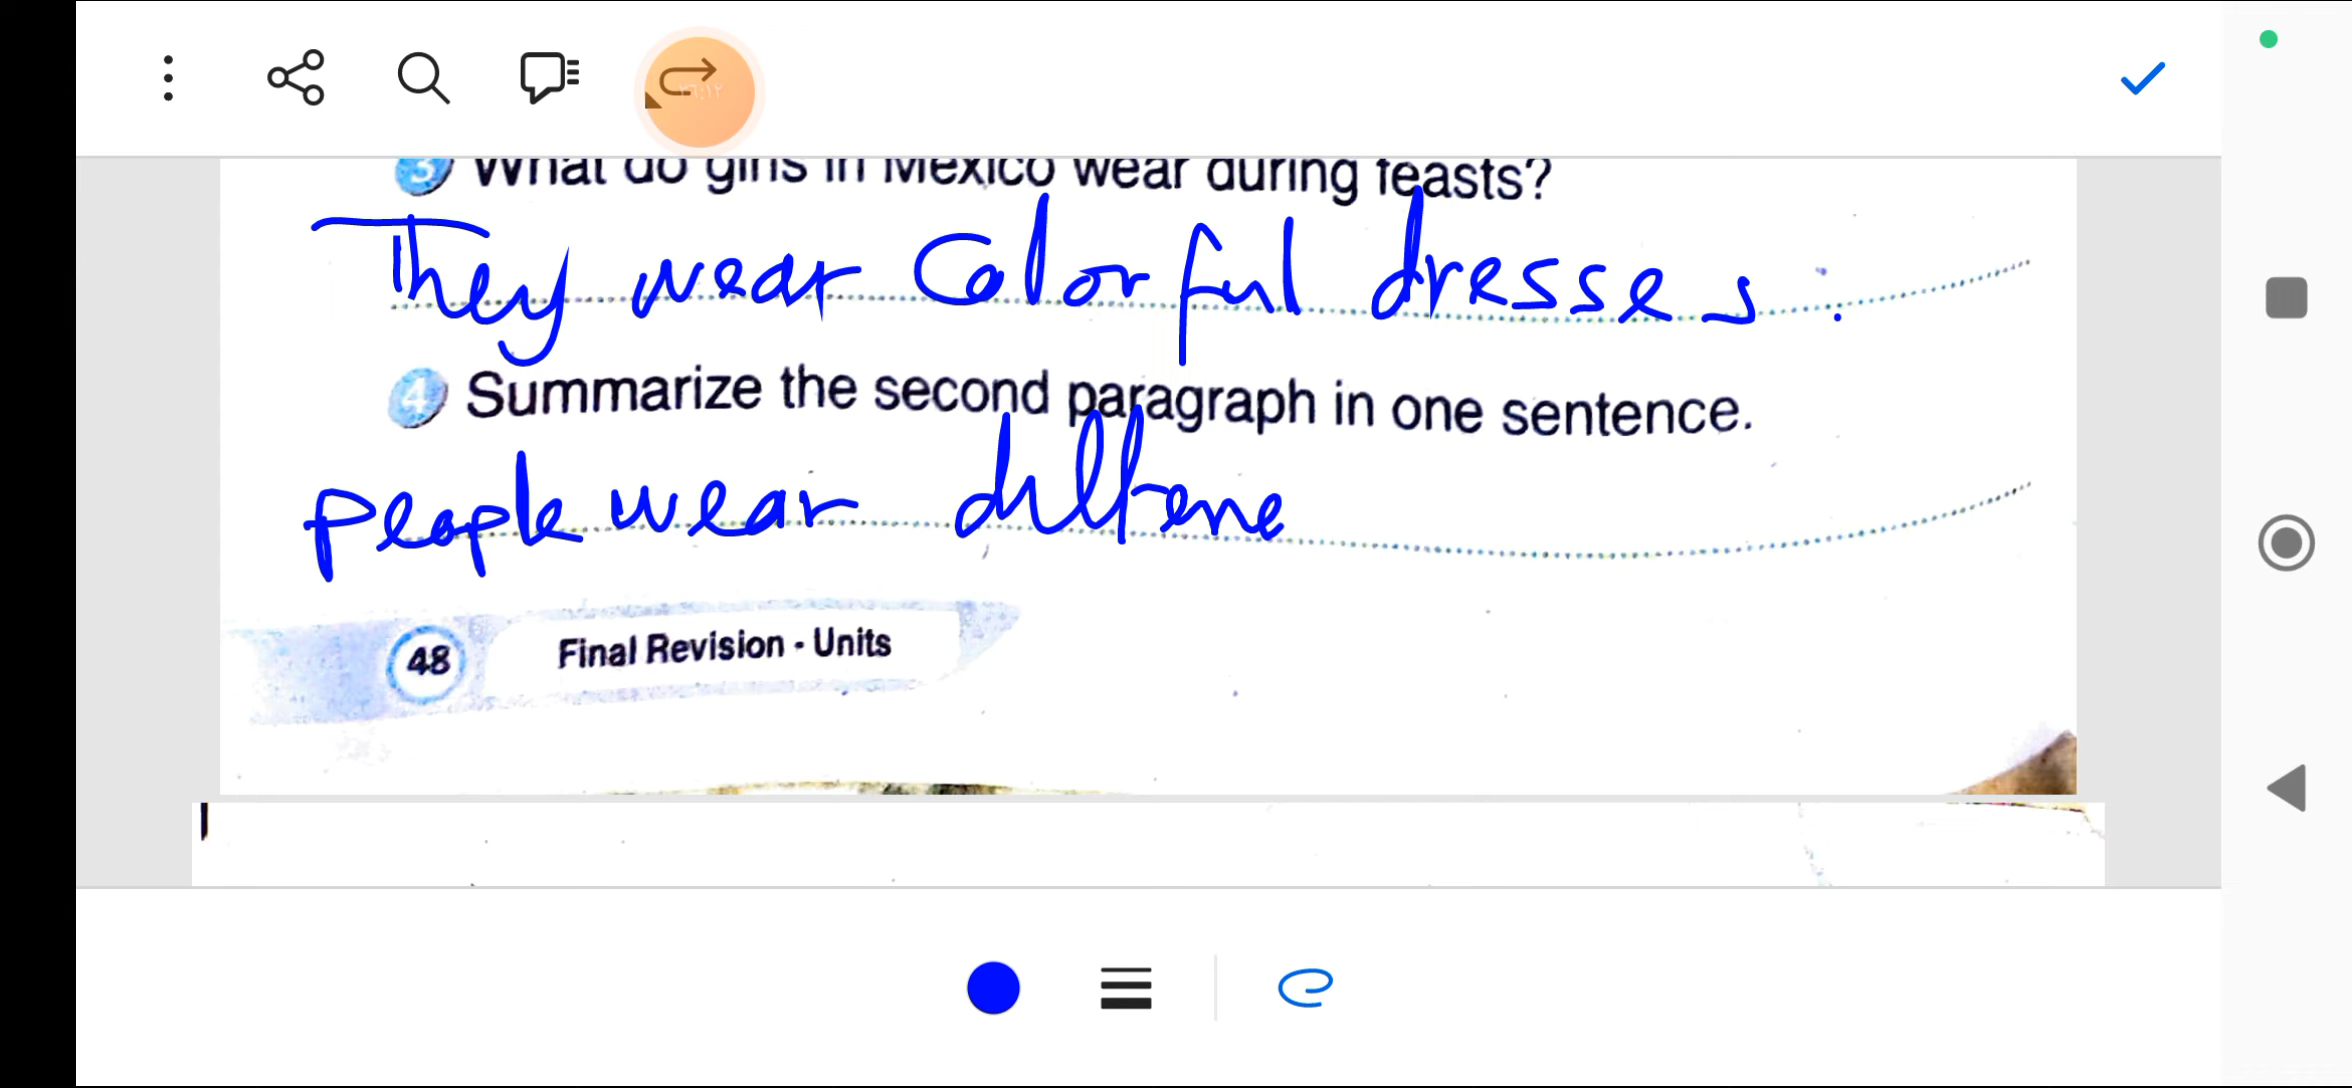 3 What do girls in Mexico wear during feasts?
They wear Colorful dresses.
4 Summarize the second paragraph in one sentence.
people wear
48 Final Revision - Units